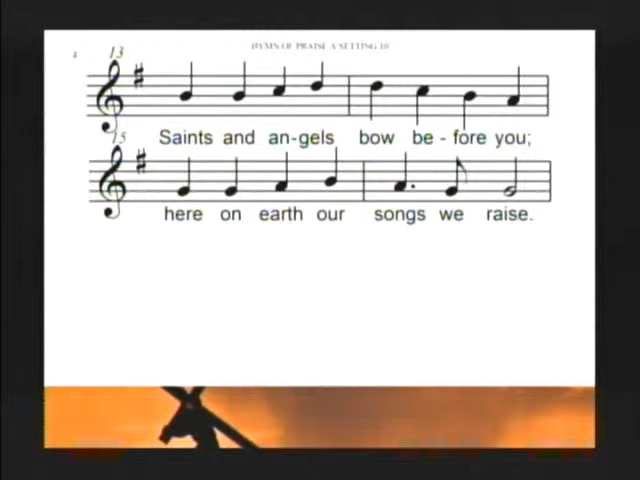 4 13 HYMN OF PRAISE A SETTING 10
Saints and an-gels bow be - fore you;
15
here on earth our songs we raise.